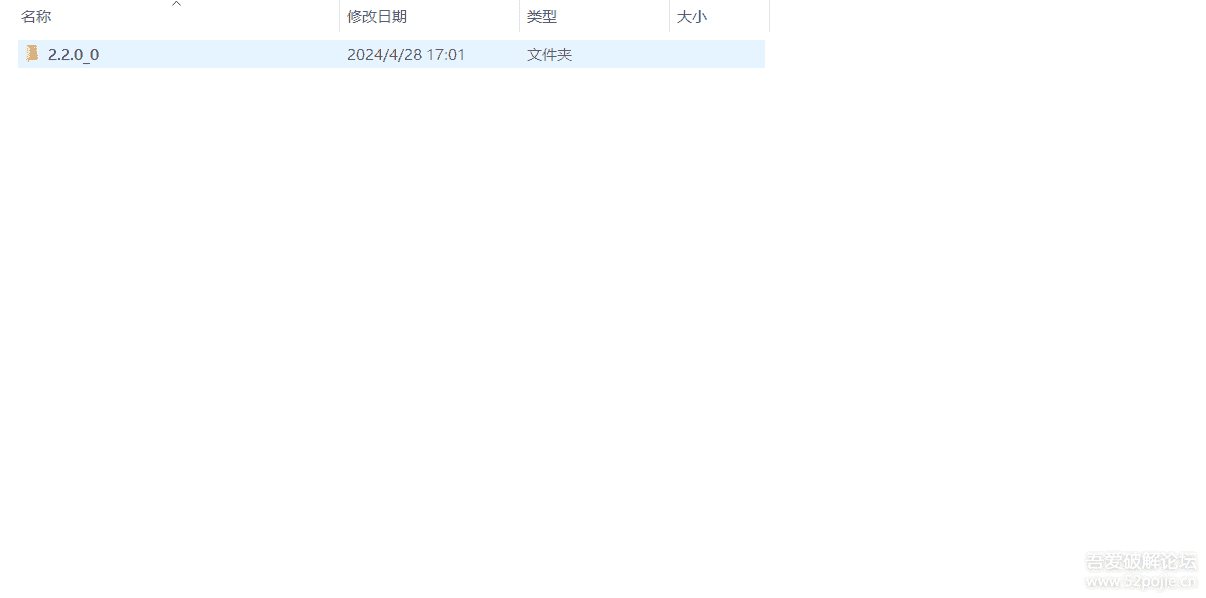 名称 修改日期 类型 大小
2.2.0_0 2024/4/28 17:01 文件夹
吾爱破解论坛
www.52pojie.cn